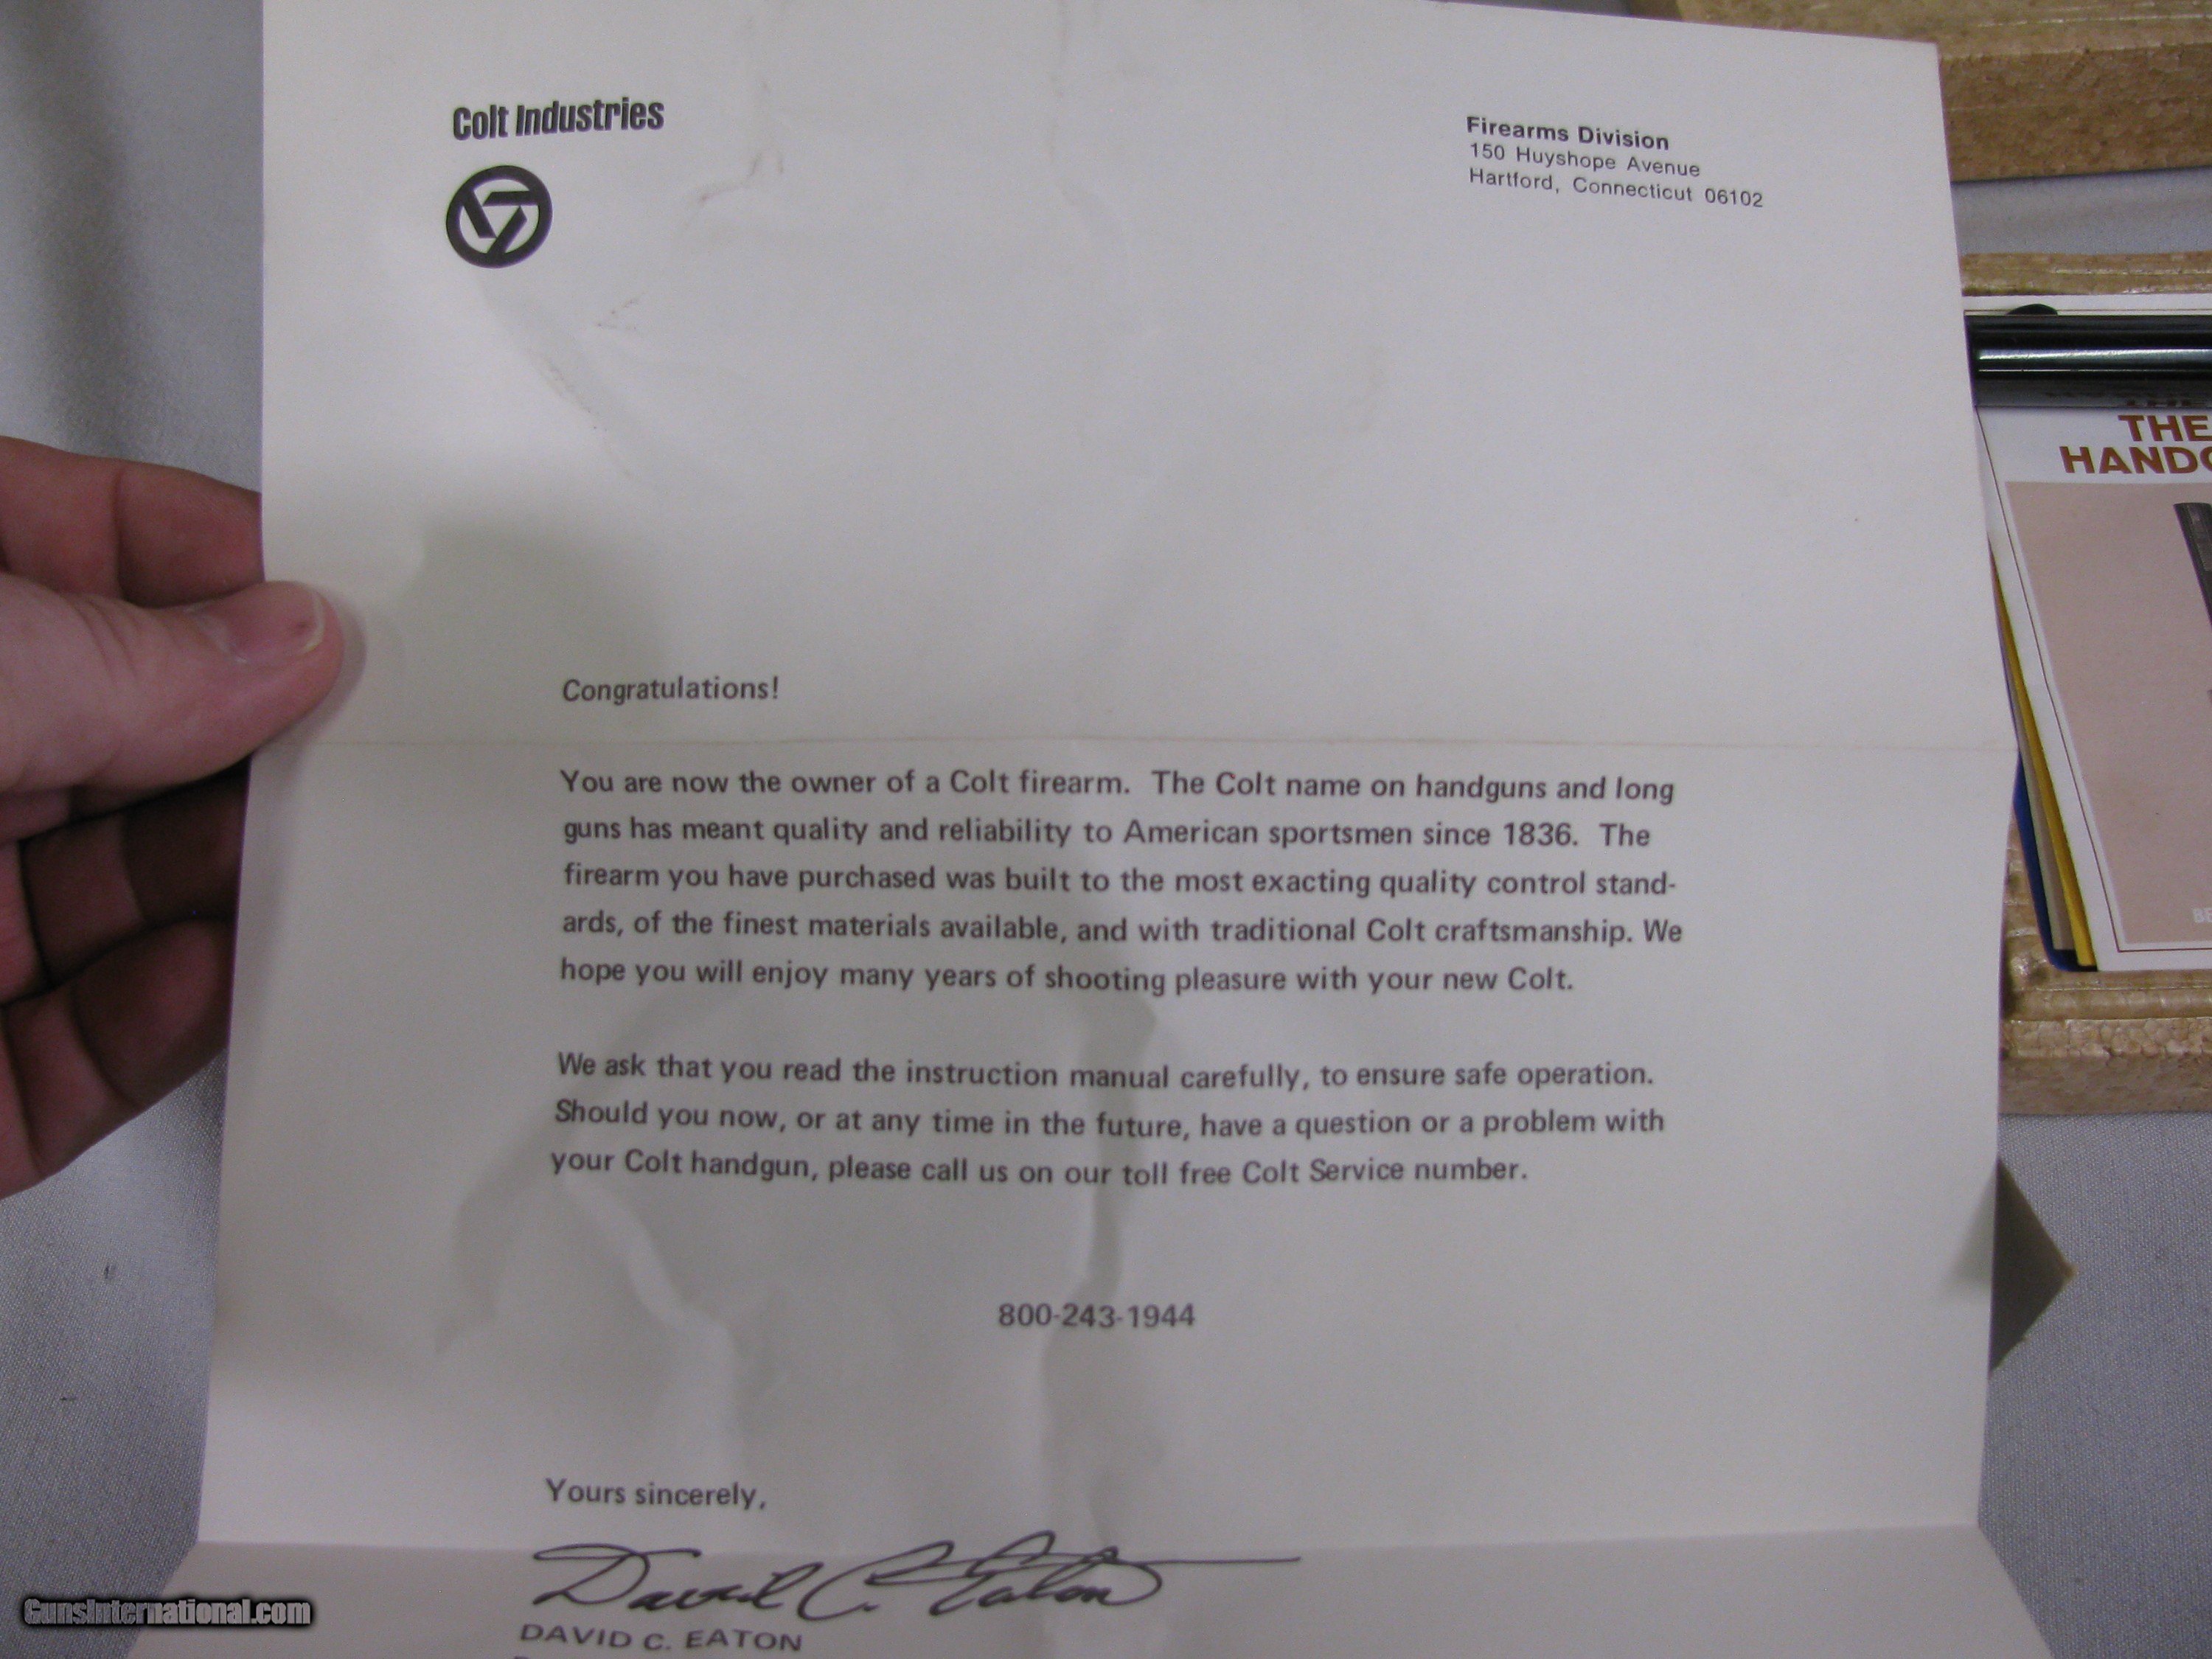 Colt Industries
Firearms Division
150 Huyshope Avenue
Hartford, Connecticut 06102
Congratulations!
You are now the owner of a Colt firearm. The Colt name on handguns and long
guns has meant quality and reliability to American sportsmen since 1836. The
firearm you have purchased was built to the most exacting quality control stand-
ards, of the finest materials available, and with traditional Colt craftsmanship. We
hope you will enjoy many years of shooting pleasure with your new Colt.
We ask that you read the instruction manual carefully, to ensure safe operation.
Should you now, or at any time in the future, have a question or a problem with
your Colt handgun, please call us on our toll free Colt Service number.
800-243-1944
Yours sincerely,
David C. Eaton
DAVID C. EATON
THE
GunsInternational.com